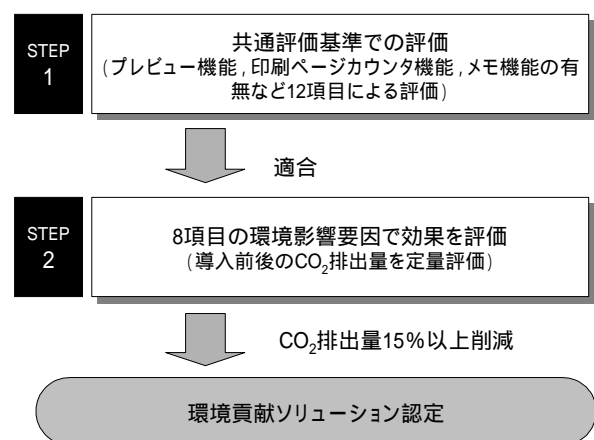 STEP
1
共通評価基準での評価
(プレビュー機能,印刷ページカウンタ機能,メモ機能の有
無など12項目による評価)
適合
STEP
2
8項目の環境影響要因で効果を評価
(導入前後のCO2排出量を定量評価)
CO2排出量15%以上削減
環境貢献ソリューション認定